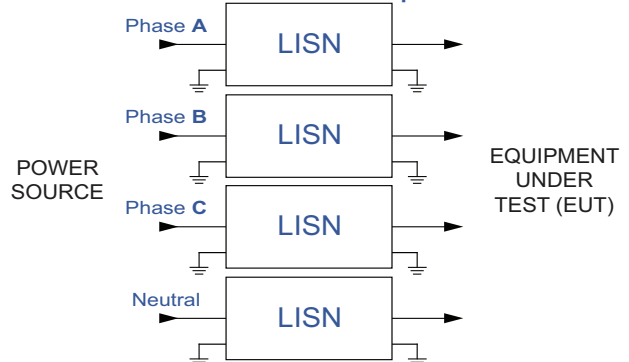 Phase A
LISN
Phase B
LISN
POWER
SOURCE
EQUIPMENT
UNDER
TEST (EUT)
Phase C
LISN
Neutral
LISN